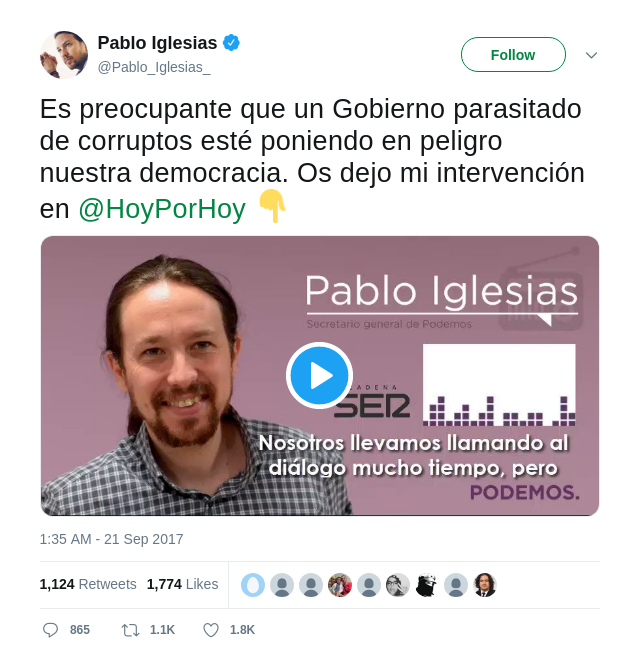 Pablo Iglesias
@Pablo_Iglesias_
Follow
Es preocupante que un Gobierno parasitado
de corruptos esté poniendo en peligro
nuestra democracia. Os dejo mi intervención
en @HoyPorHoy 👇
Pablo Iglesias
Secretario general de Podemos
SER
Nosotros llevamos llamando al
diálogo mucho tiempo, pero
PODEMOS.
1:35 AM - 21 Sep 2017
1,124 Retweets 1,774 Likes
865 1.1K 1.8K